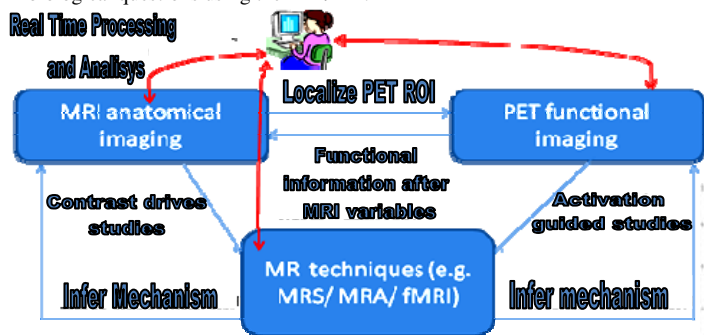 Real Time Processing
and Analisys
Localize PET ROI
MRI anatomical
imaging
PET functional
imaging
Functional
information after
MRI variables
Contrast drives
studies
Activation
guided studies
MR techniques (e.g.
MRS/ MRA/ fMRI)
Infer Mechanism
Infer mechanism